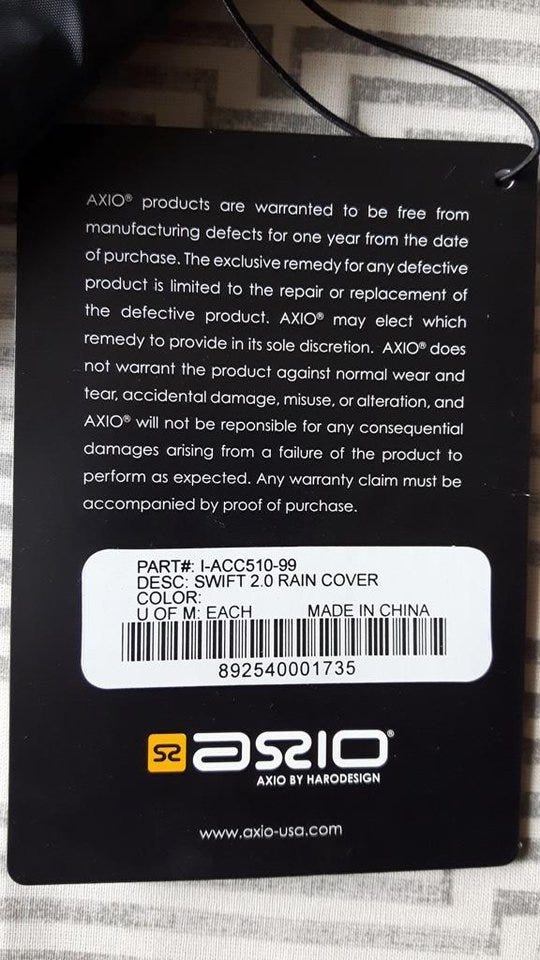 AXIO® products are warranted to be free from
manufacturing defects for one year from the date
of purchase. The exclusive remedy for any defective
product is limited to the repair or replacement of
the defective product. AXIO® may elect which
remedy to provide in its sole discretion. AXIO® does
not warrant the product against normal wear and
tear, accidental damage, misuse, or alteration, and
AXIO® will not be reponsible for any consequential
damages arising from a failure of the product to
perform as expected. Any warranty claim must be
accompanied by proof of purchase.
PART#: I-ACC510-99
DESC: SWIFT 2.0 RAIN COVER
COLOR:
U OF M: EACH MADE IN CHINA
892540001735
axio®
AXIO BY HARODESIGN
www.axio-usa.com